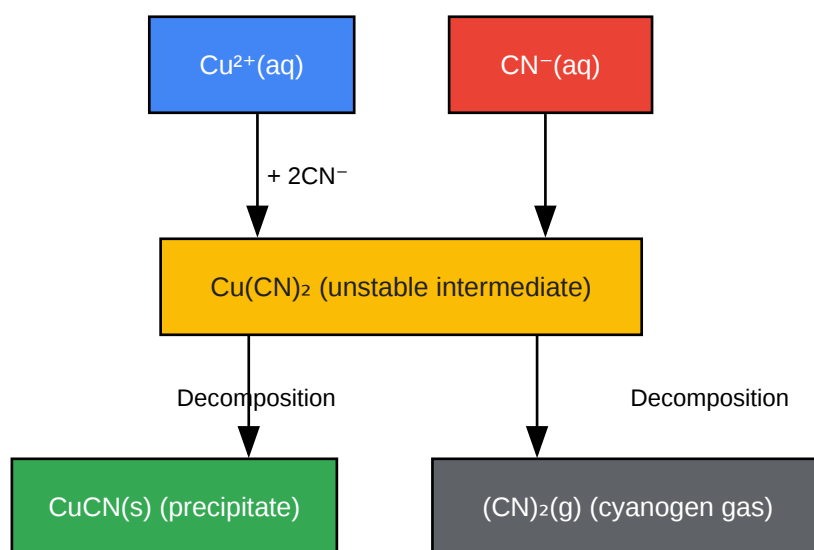 Cu²⁺(aq)
CN⁻(aq)
+ 2CN⁻
Cu(CN)₂ (unstable intermediate)
Decomposition
Decomposition
CuCN(s) (precipitate)
(CN)₂(g) (cyanogen gas)